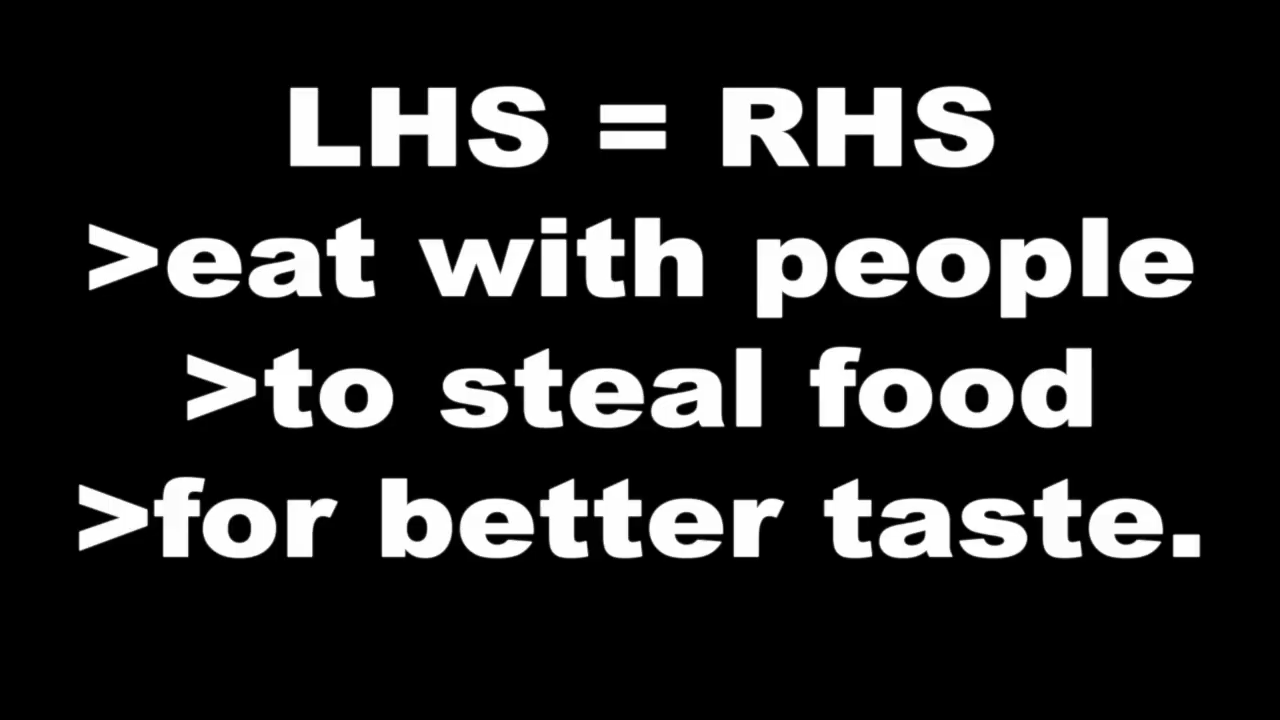 LHS = RHS
>eat with people
>to steal food
>for better taste.